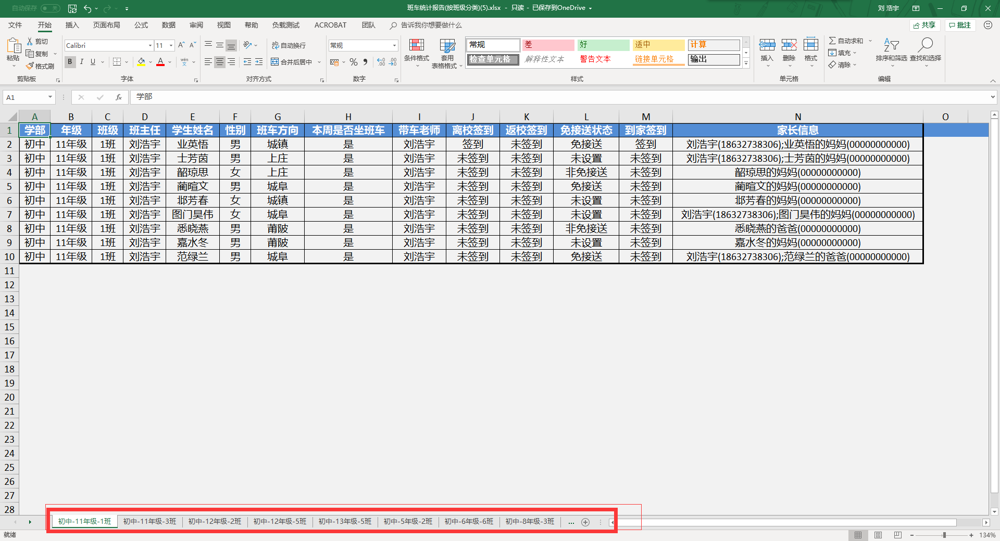 自动保存 关 班车统计报告(按班级分类)(5).xlsx - 只读 - 已保存到OneDrive 刘 浩宇
文件 开始 插入 页面布局 公式 数据 审阅 视图 帮助 负载测试 ACROBAT 团队 告诉我你想要做什么 共享 批注
粘贴 剪切 复制 格式刷 剪贴板
Calibri 11 B I U wén 文 字体
ab 自动换行 合并后居中 对齐方式
常规 % 数字
条件格式 套用 表格格式 常规 差 好 适中 计算
检查单元格 解释性文本 警告文本 链接单元格 输出 样式
插入 删除 格式 单元格
自动求和 填充 清除 排序和筛选 查找和选择 编辑
A1 fx 学部
A B C D E F G H I J K L M N O
1 学部 年级 班级 班主任 学生姓名 性别 班车方向 本周是否坐班车 带车老师 离校签到 返校签到 免接送状态 到家签到 家长信息
2 初中 11年级 1班 刘浩宇 业英悟 男 城镇 是 刘浩宇 签到 未签到 免接送 签到 刘浩宇(18632738306);业英悟的妈妈(00000000000)
3 初中 11年级 1班 刘浩宇 士芳茵 男 上庄 是 刘浩宇 未签到 未签到 未设置 未签到 刘浩宇(18632738306);士芳茵的妈妈(00000000000)
4 初中 11年级 1班 刘浩宇 韶琼思 女 上庄 是 刘浩宇 未签到 未签到 非免接送 未签到 韶琼思的妈妈(00000000000)
5 初中 11年级 1班 刘浩宇 蔺暄文 男 城阜 是 刘浩宇 未签到 未签到 免接送 未签到 蔺暄文的妈妈(00000000000)
6 初中 11年级 1班 刘浩宇 邶芳春 女 城镇 是 刘浩宇 未签到 未签到 未设置 未签到 邶芳春的妈妈(00000000000)
7 初中 11年级 1班 刘浩宇 图门昊伟 女 城阜 是 刘浩宇 未签到 未签到 未设置 未签到 刘浩宇(18632738306);图门昊伟的妈妈(00000000000)
8 初中 11年级 1班 刘浩宇 悉晓燕 男 莆陂 是 刘浩宇 未签到 未签到 非免接送 未签到 悉晓燕的爸爸(00000000000)
9 初中 11年级 1班 刘浩宇 嘉水冬 男 莆陂 是 刘浩宇 未签到 未签到 未设置 未签到 嘉水冬的妈妈(00000000000)
10 初中 11年级 1班 刘浩宇 范绿兰 男 城阜 是 刘浩宇 未签到 未签到 免接送 未签到 刘浩宇(18632738306);范绿兰的爸爸(00000000000)
11
12
13
14
15
16
17
18
19
20
21
22
23
24
25
26
27
28
初中-11年级-1班 初中-11年级-3班 初中-12年级-2班 初中-12年级-5班 初中-13年级-5班 初中-5年级-2班 初中-6年级-6班 初中-8年级-3班 ...
就绪 134%